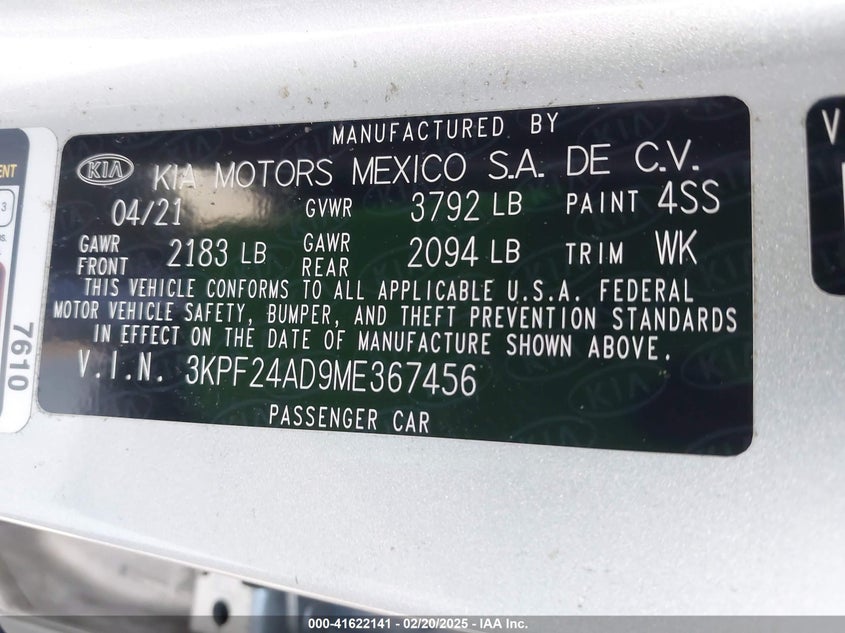 MANUFACTURED BY
KIA KIA MOTORS MEXICO S.A. DE C.V.
04/21 GVWR 3792 LB PAINT 4SS
GAWR FRONT 2183 LB GAWR REAR 2094 LB TRIM WK
THIS VEHICLE CONFORMS TO ALL APPLICABLE U.S.A. FEDERAL
MOTOR VEHICLE SAFETY, BUMPER, AND THEFT PREVENTION STANDARDS
IN EFFECT ON THE DATE OF MANUFACTURE SHOWN ABOVE.
V.I.N. 3KPF24AD9ME367456
PASSENGER CAR
7610
000-41622141 - 02/20/2025 - IAA Inc.